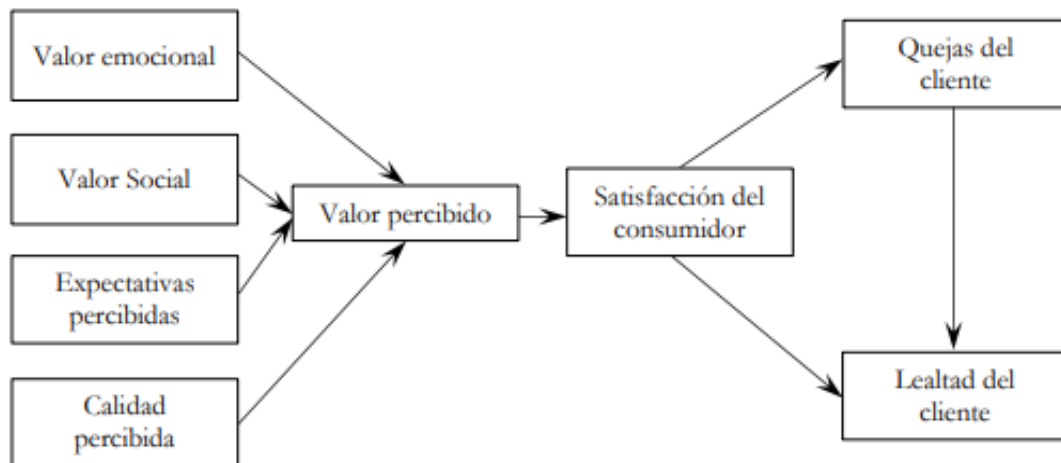 Valor emocional
Valor Social
Expectativas
percibidas
Calidad
percibida
Valor percibido
Satisfacción del
consumidor
Quejas del
cliente
Lealtad del
cliente